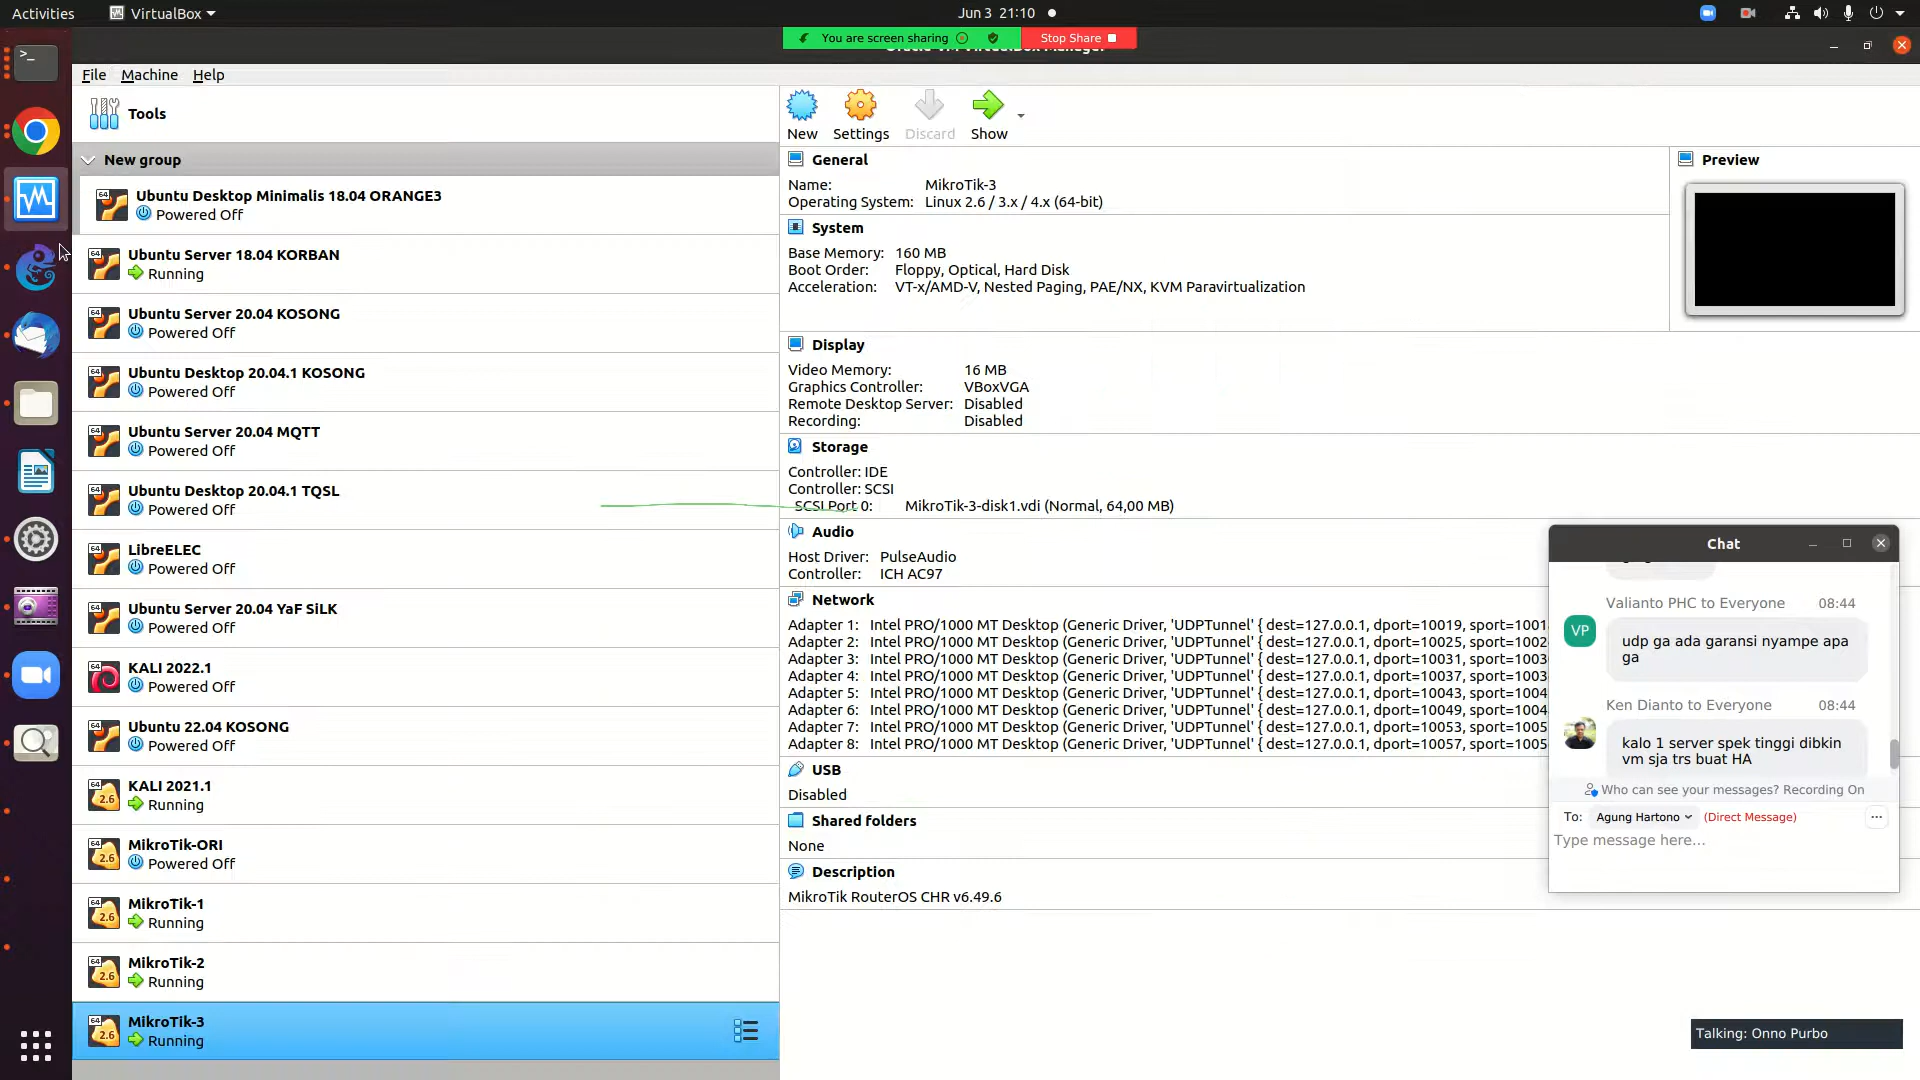 Activities
VirtualBox
Jun 3 21:10
You are screen sharing
Stop Share
File
Machine
Help
Tools
New
Settings
Discard
Show
New group
Ubuntu Desktop Minimalis 18.04 ORANGE3
Powered Off
Ubuntu Server 18.04 KORBAN
Running
Ubuntu Server 20.04 KOSONG
Powered Off
Ubuntu Desktop 20.04.1 KOSONG
Powered Off
Ubuntu Server 20.04 MQTT
Powered Off
Ubuntu Desktop 20.04.1 TQSL
Powered Off
LibreELEC
Powered Off
Ubuntu Server 20.04 YaF SiLK
Powered Off
KALI 2022.1
Powered Off
Ubuntu 22.04 KOSONG
Powered Off
KALI 2021.1
Running
MikroTik-ORI
Powered Off
MikroTik-1
Running
MikroTik-2
Running
MikroTik-3
Running
General
Name: MikroTik-3
Operating System: Linux 2.6 / 3.x / 4.x (64-bit)
System
Base Memory: 160 MB
Boot Order: Floppy, Optical, Hard Disk
Acceleration: VT-x/AMD-V, Nested Paging, PAE/NX, KVM Paravirtualization
Preview
Display
Video Memory: 16 MB
Graphics Controller: VBoxVGA
Remote Desktop Server: Disabled
Recording: Disabled
Storage
Controller: IDE
Controller: SCSI
SCSI Port 0: MikroTik-3-disk1.vdi (Normal, 64,00 MB)
Audio
Host Driver: PulseAudio
Controller: ICH AC97
Network
Adapter 1: Intel PRO/1000 MT Desktop (Generic Driver, 'UDPTunnel' { dest=127.0.0.1, dport=10019, sport=1001
Adapter 2: Intel PRO/1000 MT Desktop (Generic Driver, 'UDPTunnel' { dest=127.0.0.1, dport=10025, sport=1002
Adapter 3: Intel PRO/1000 MT Desktop (Generic Driver, 'UDPTunnel' { dest=127.0.0.1, dport=10031, sport=1003
Adapter 4: Intel PRO/1000 MT Desktop (Generic Driver, 'UDPTunnel' { dest=127.0.0.1, dport=10037, sport=1003
Adapter 5: Intel PRO/1000 MT Desktop (Generic Driver, 'UDPTunnel' { dest=127.0.0.1, dport=10043, sport=1004
Adapter 6: Intel PRO/1000 MT Desktop (Generic Driver, 'UDPTunnel' { dest=127.0.0.1, dport=10049, sport=1004
Adapter 7: Intel PRO/1000 MT Desktop (Generic Driver, 'UDPTunnel' { dest=127.0.0.1, dport=10053, sport=1005
Adapter 8: Intel PRO/1000 MT Desktop (Generic Driver, 'UDPTunnel' { dest=127.0.0.1, dport=10057, sport=1005
USB
Disabled
Shared folders
None
Description
MikroTik RouterOS CHR v6.49.6
Chat
Valianto PHC to Everyone 08:44
VP
udp ga ada garansi nyampe apa
ga
Ken Dianto to Everyone 08:44
kalo 1 server spek tinggi dibkin
vm sja trs buat HA
Who can see your messages? Recording On
To: Agung Hartono (Direct Message)
Type message here...
Talking: Onno Purbo